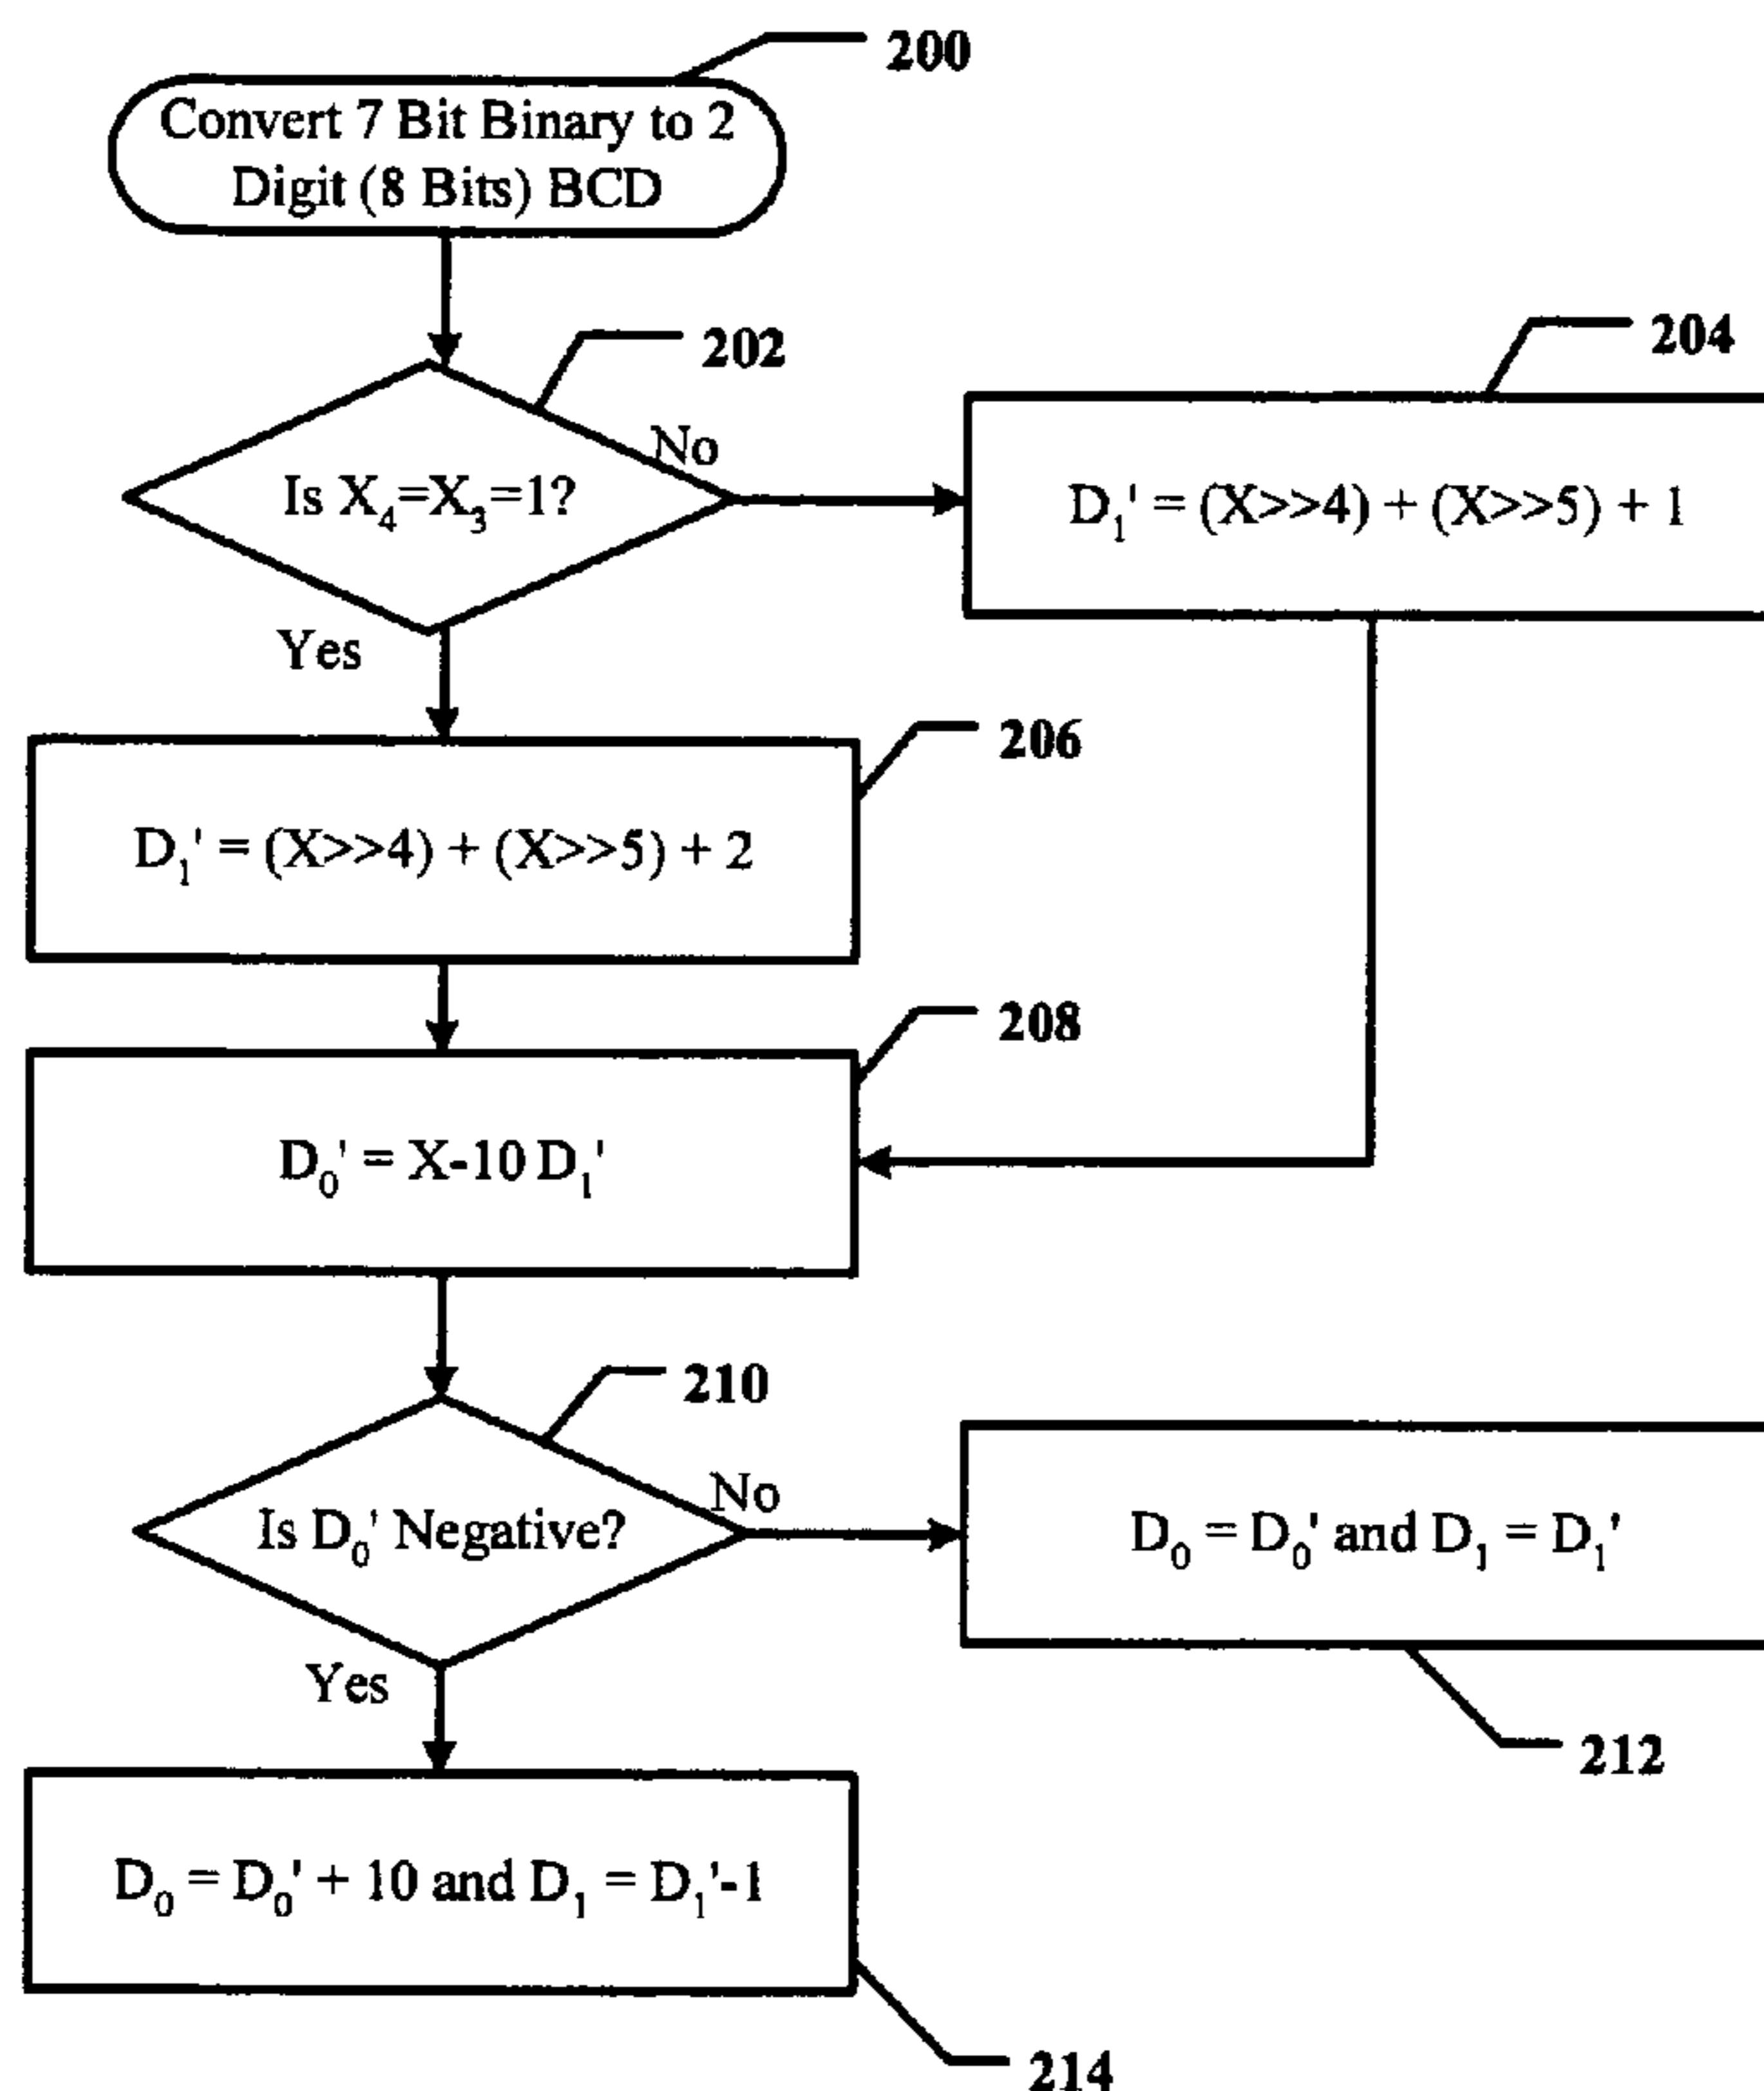 200
Convert 7 Bit Binary to 2
Digit (8 Bits) BCD
202
204
No
Is X₄=X₃=1?
D₁' = (X>>4) + (X>>5) + 1
Yes
206
D₁' = (X>>4) + (X>>5) + 2
208
D₀' = X-10 D₁'
210
No
Is D₀' Negative?
D₀ = D₀' and D₁ = D₁'
Yes
212
D₀ = D₀' + 10 and D₁ = D₁'-1
214